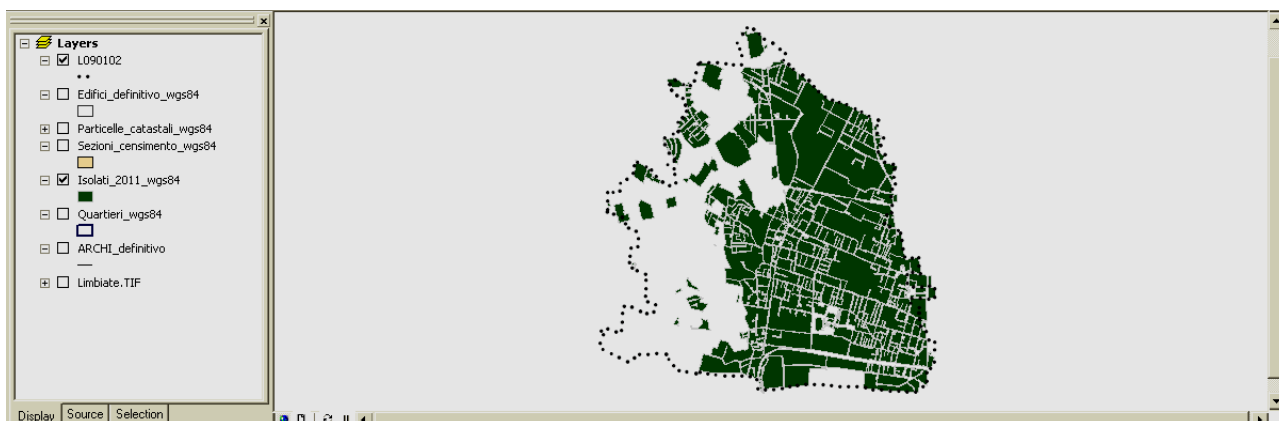 Layers
L090102
Edifici_definitivo_wgs84
Particelle_catastali_wgs84
Sezioni_censimento_wgs84
Isolati_2011_wgs84
Quartieri_wgs84
ARCHI_definitivo
Limbiate.TIF
Display Source Selection